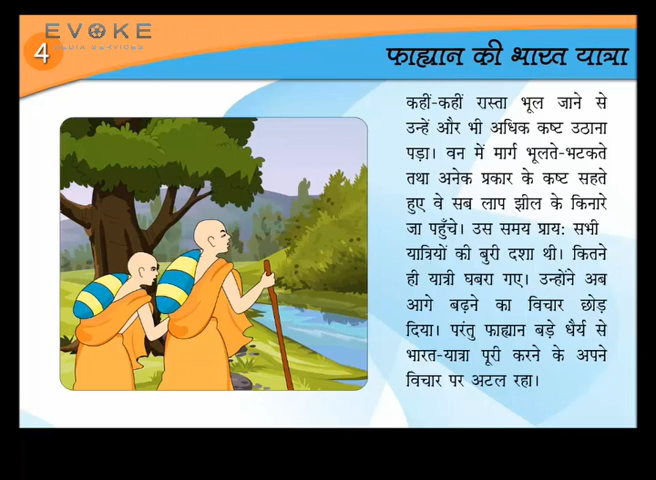 EVOKE
MEDIA SERVICES
4
फाह्यान की भारत यात्रा
कहीं-कहीं रास्ता भूल जाने से
उन्हें और भी अधिक कष्ट उठाना
पड़ा। वन में मार्ग भूलते-भटकते
तथा अनेक प्रकार के कष्ट सहते
हुए वे सब लाप झील के किनारे
जा पहुँचे। उस समय प्राय: सभी
यात्रियों की बुरी दशा थी। कितने
ही यात्री घबरा गए। उन्होंने अब
आगे बढ़ने का विचार छोड़
दिया। परंतु फाह्यान बड़े धैर्य से
भारत-यात्रा पूरी करने के अपने
विचार पर अटल रहा।